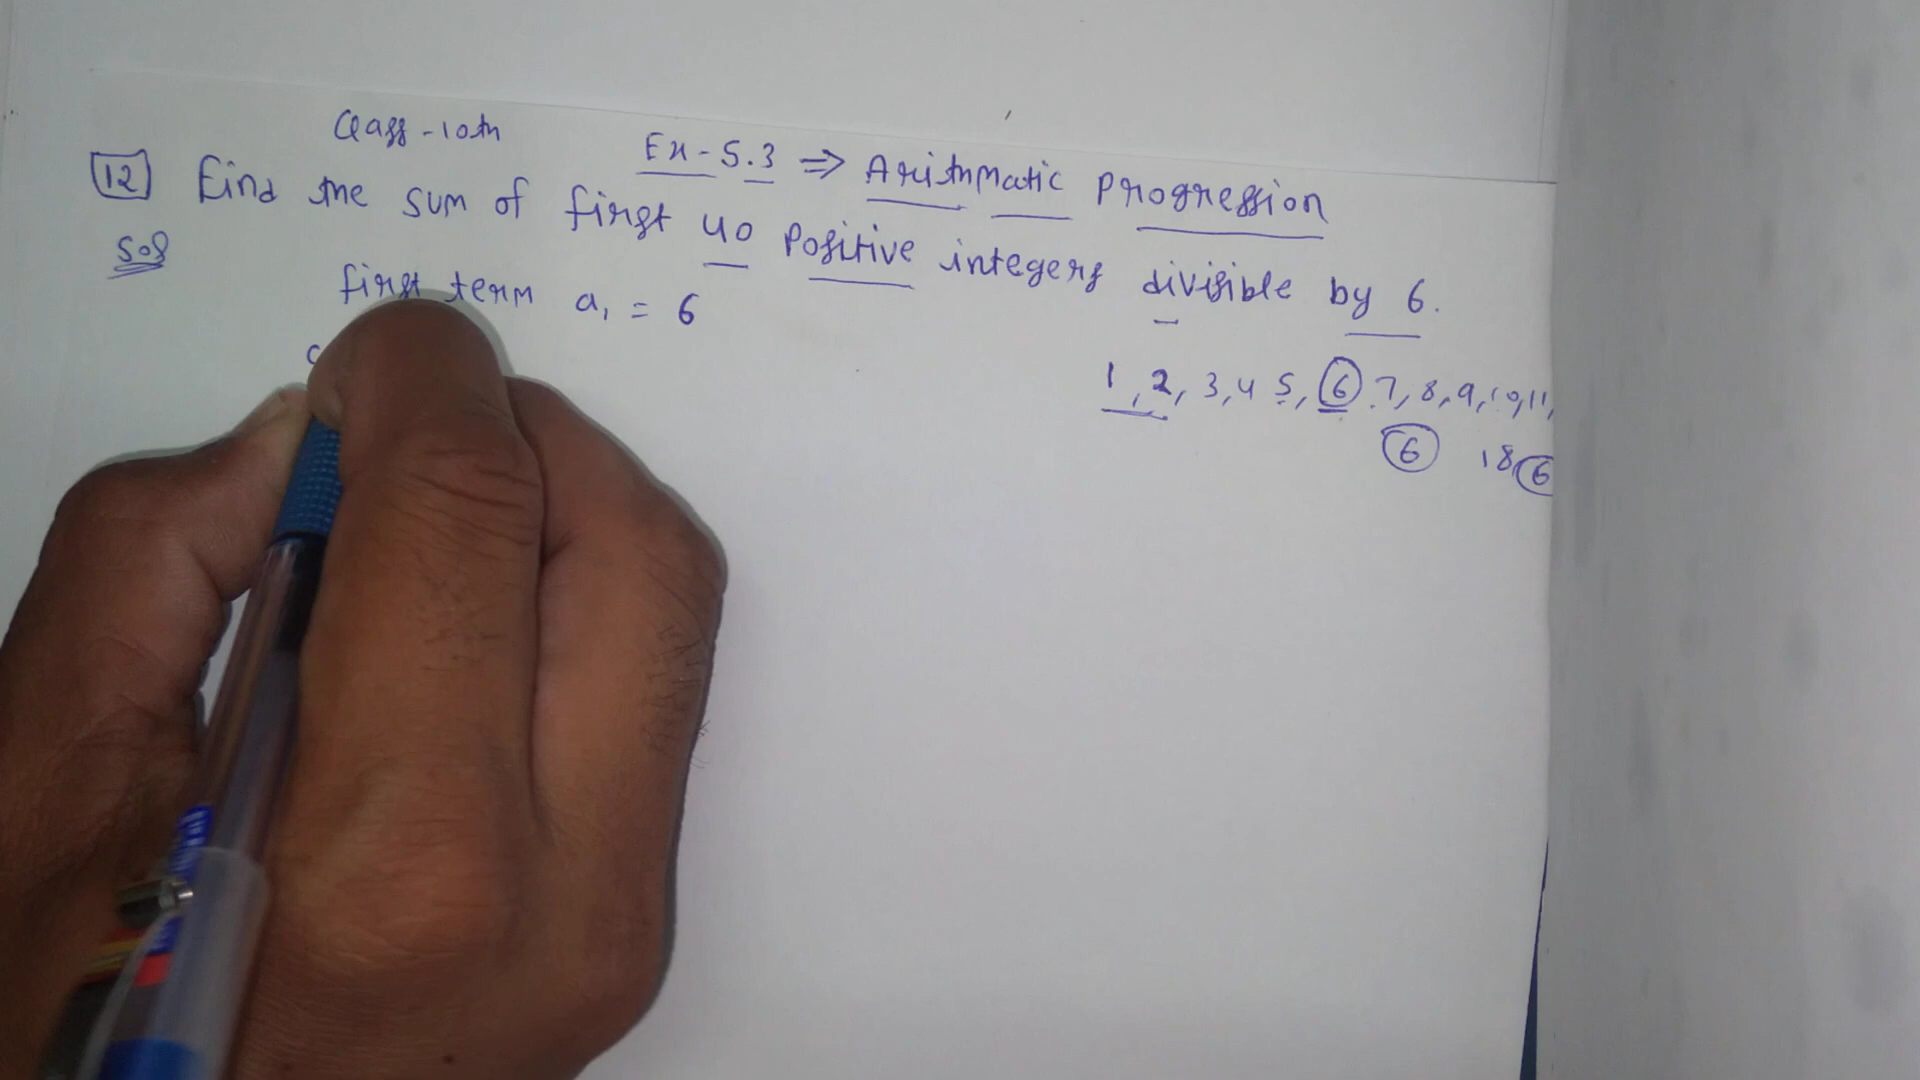 Class - 10th
Ex - 5.3 ⇒ Arithmatic Progression
12 Find the sum of first 40 Positive integers divisible by 6.
Sol
first term a₁ = 6
1, 2, 3, 4 5, 6 7, 8, 9, 10, 11,
6 18 6